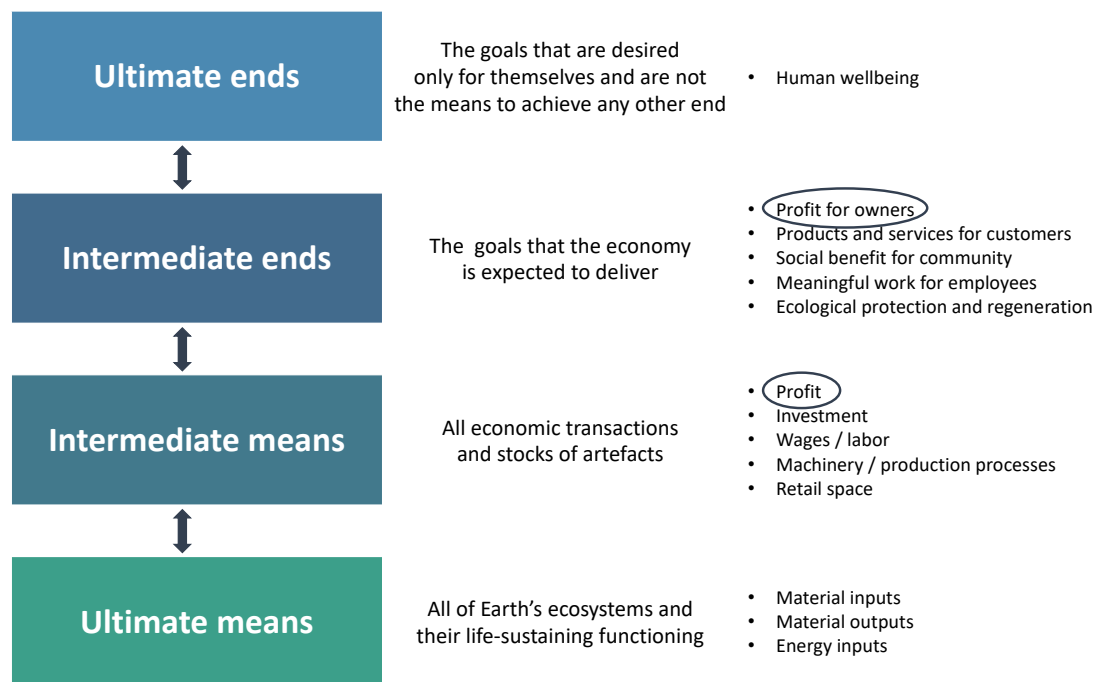 Ultimate ends
The goals that are desired
only for themselves and are not
the means to achieve any other end
• Human wellbeing
Intermediate ends
The goals that the economy
is expected to deliver
• Profit for owners
• Products and services for customers
• Social benefit for community
• Meaningful work for employees
• Ecological protection and regeneration
Intermediate means
All economic transactions
and stocks of artefacts
• Profit
• Investment
• Wages / labor
• Machinery / production processes
• Retail space
Ultimate means
All of Earth’s ecosystems and
their life-sustaining functioning
• Material inputs
• Material outputs
• Energy inputs